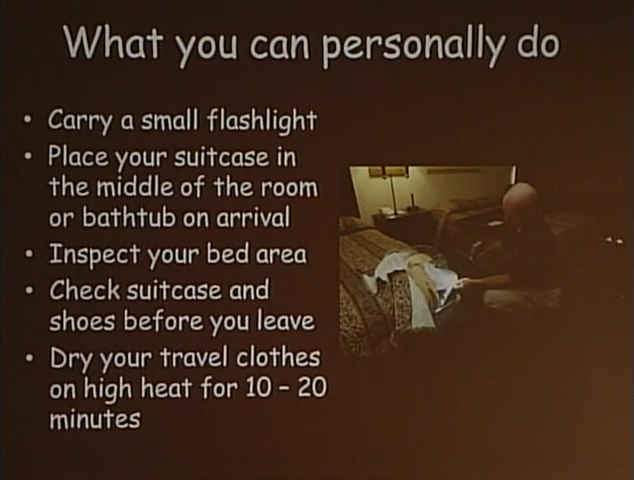 What you can personally do
• Carry a small flashlight
• Place your suitcase in
the middle of the room
or bathtub on arrival
• Inspect your bed area
• Check suitcase and
shoes before you leave
• Dry your travel clothes
on high heat for 10 – 20
minutes